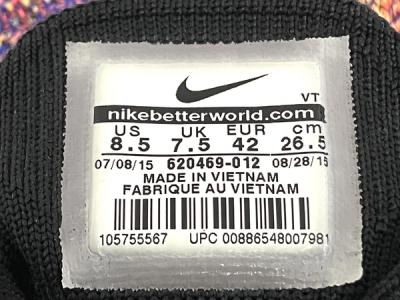 VT
nikebetterworld.com
US UK EUR cm
8.5 7.5 42 26.5
07/08/15 620469-012 08/28/15
MADE IN VIETNAM
FABRIQUE AU VIETNAM
105755567 UPC 00886548007981